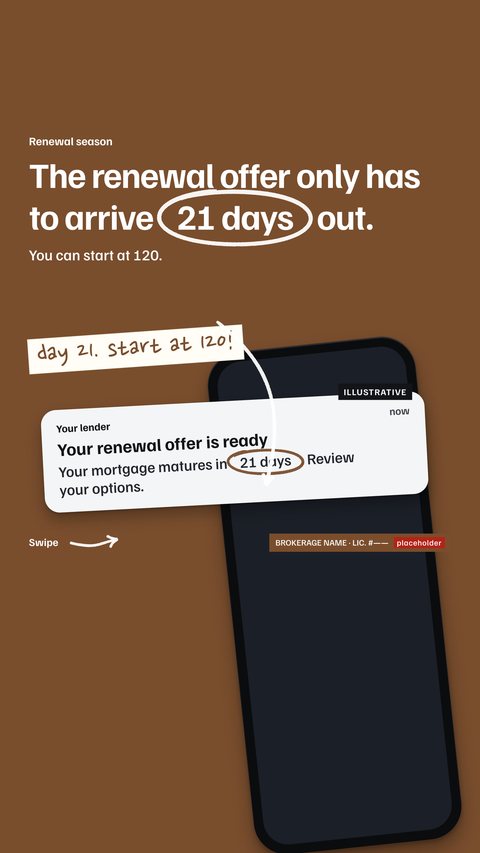 Renewal season
The renewal offer only has
to arrive 21 days out.
You can start at 120.
day 21. start at 120!
ILLUSTRATIVE
now
Your lender
Your renewal offer is ready
Your mortgage matures in 21 days Review
your options.
Swipe
BROKERAGE NAME · LIC. #—— placeholder